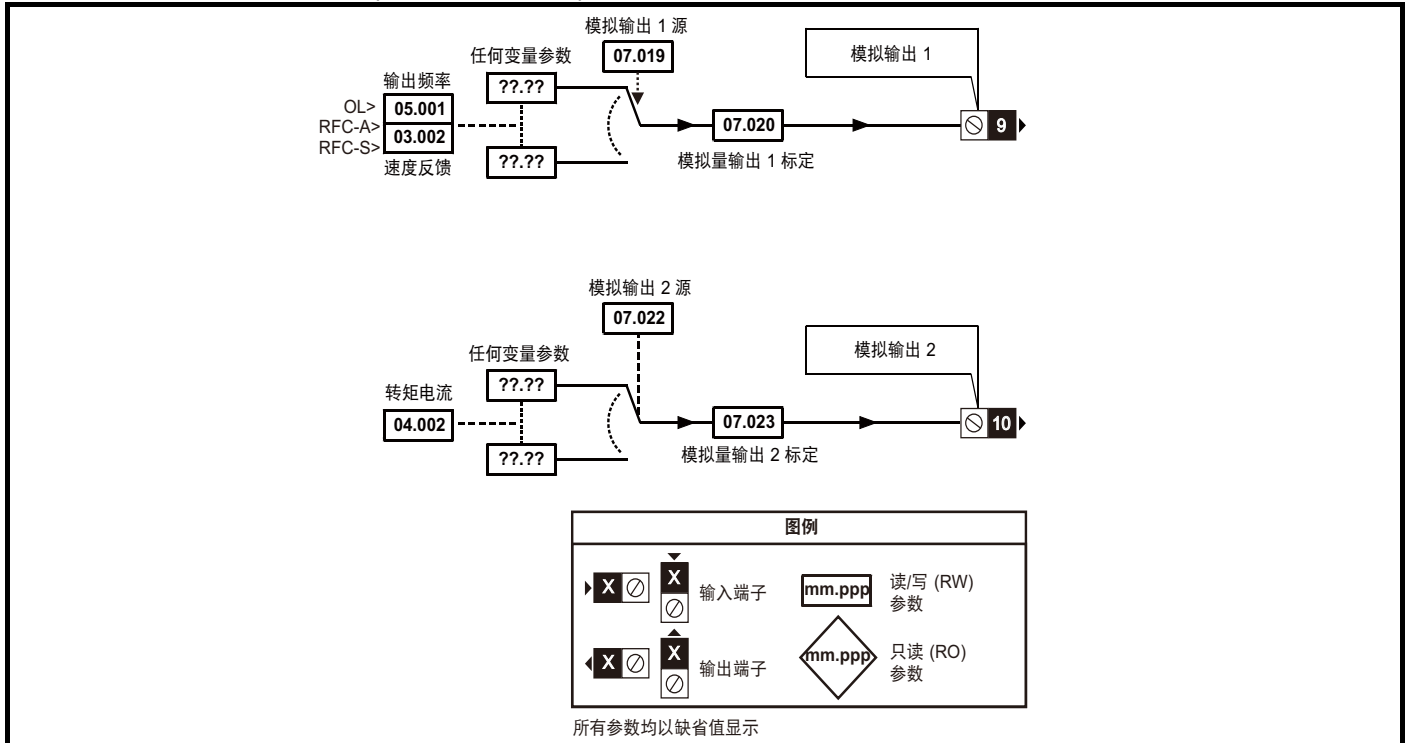 模拟输出 1 源
任何变量参数
07.019
模拟输出 1
输出频率
??.??
OL>
05.001
RFC-A>
03.002
RFC-S>
07.020
9
速度反馈
??.??
模拟量输出 1 标定
模拟输出 2 源
07.022
任何变量参数
模拟输出 2
转矩电流
??.??
04.002
07.023
10
??.??
模拟量输出 2 标定
图例
X
X
输入端子
mm.ppp
读/写 (RW)
参数
X
X
输出端子
mm.ppp
只读 (RO)
参数
所有参数均以缺省值显示